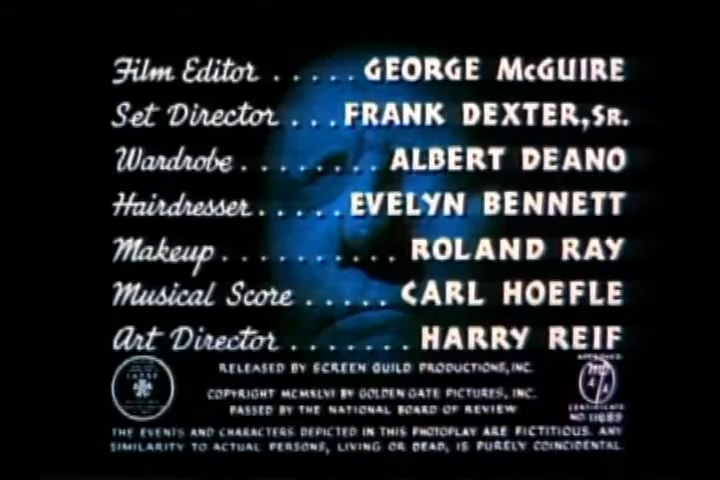 Film Editor ..... GEORGE McGUIRE
Set Director ... FRANK DEXTER, SR.
Wardrobe ........ ALBERT DEANO
Hairdresser ..... EVELYN BENNETT
Makeup .......... ROLAND RAY
Musical Score ..... CARL HOEFLE
Art Director ....... HARRY REIF
RELEASED BY SCREEN GUILD PRODUCTIONS, INC.
COPYRIGHT MCMXLVI BY GOLDEN GATE PICTURES, INC.
PASSED BY THE NATIONAL BOARD OF REVIEW
APPROVED
CERTIFICATE
THE EVENTS AND CHARACTERS DEPICTED IN THIS PHOTOPLAY ARE FICTITIOUS. ANY
SIMILARITY TO ACTUAL PERSONS, LIVING OR DEAD, IS PURELY COINCIDENTAL.